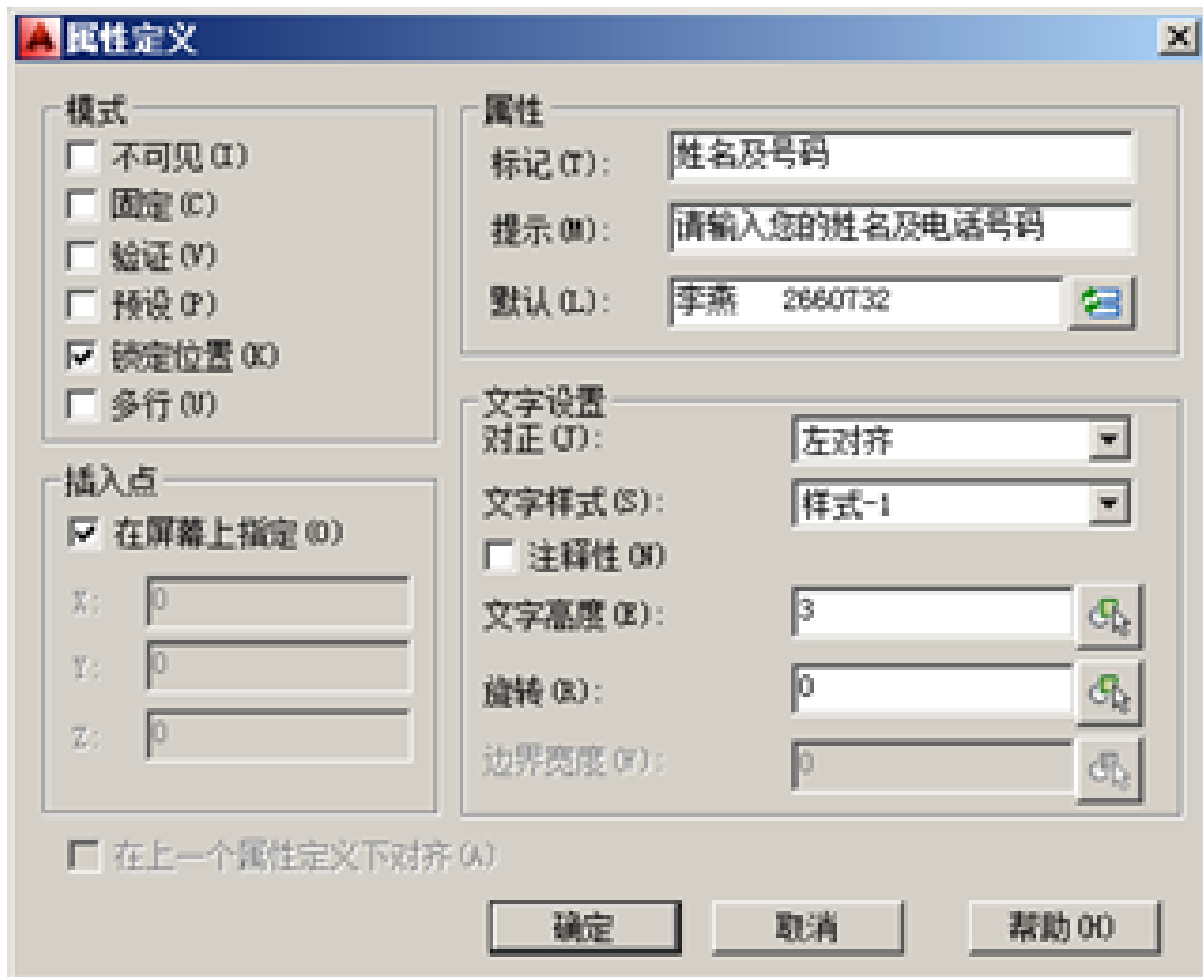 属性定义
模式
不可见(I)
固定(C)
验证(V)
预设(P)
锁定位置(K)
多行(U)
插入点
在屏幕上指定(O)
X: 0
Y: 0
Z: 0
属性
标记(T): 姓名及号码
提示(M): 请输入您的姓名及电话号码
默认(L): 李燕 2660732
文字设置
对正(J): 左对齐
文字样式(S): 样式-1
注释性(N)
文字高度(E): 3
旋转(R): 0
边界宽度(W): 0
在上一个属性定义下对齐(A)
确定 取消 帮助(H)